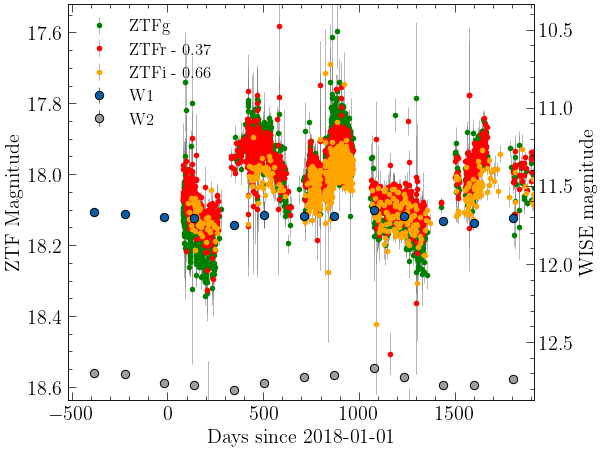 17.6
17.8
18.0
18.2
18.4
18.6
ZTF Magnitude
ZTFg
ZTFr - 0.37
ZTFi - 0.66
W1
W2
10.5
11.0
11.5
12.0
12.5
WISE magnitude
−500 0 500 1000 1500
Days since 2018-01-01